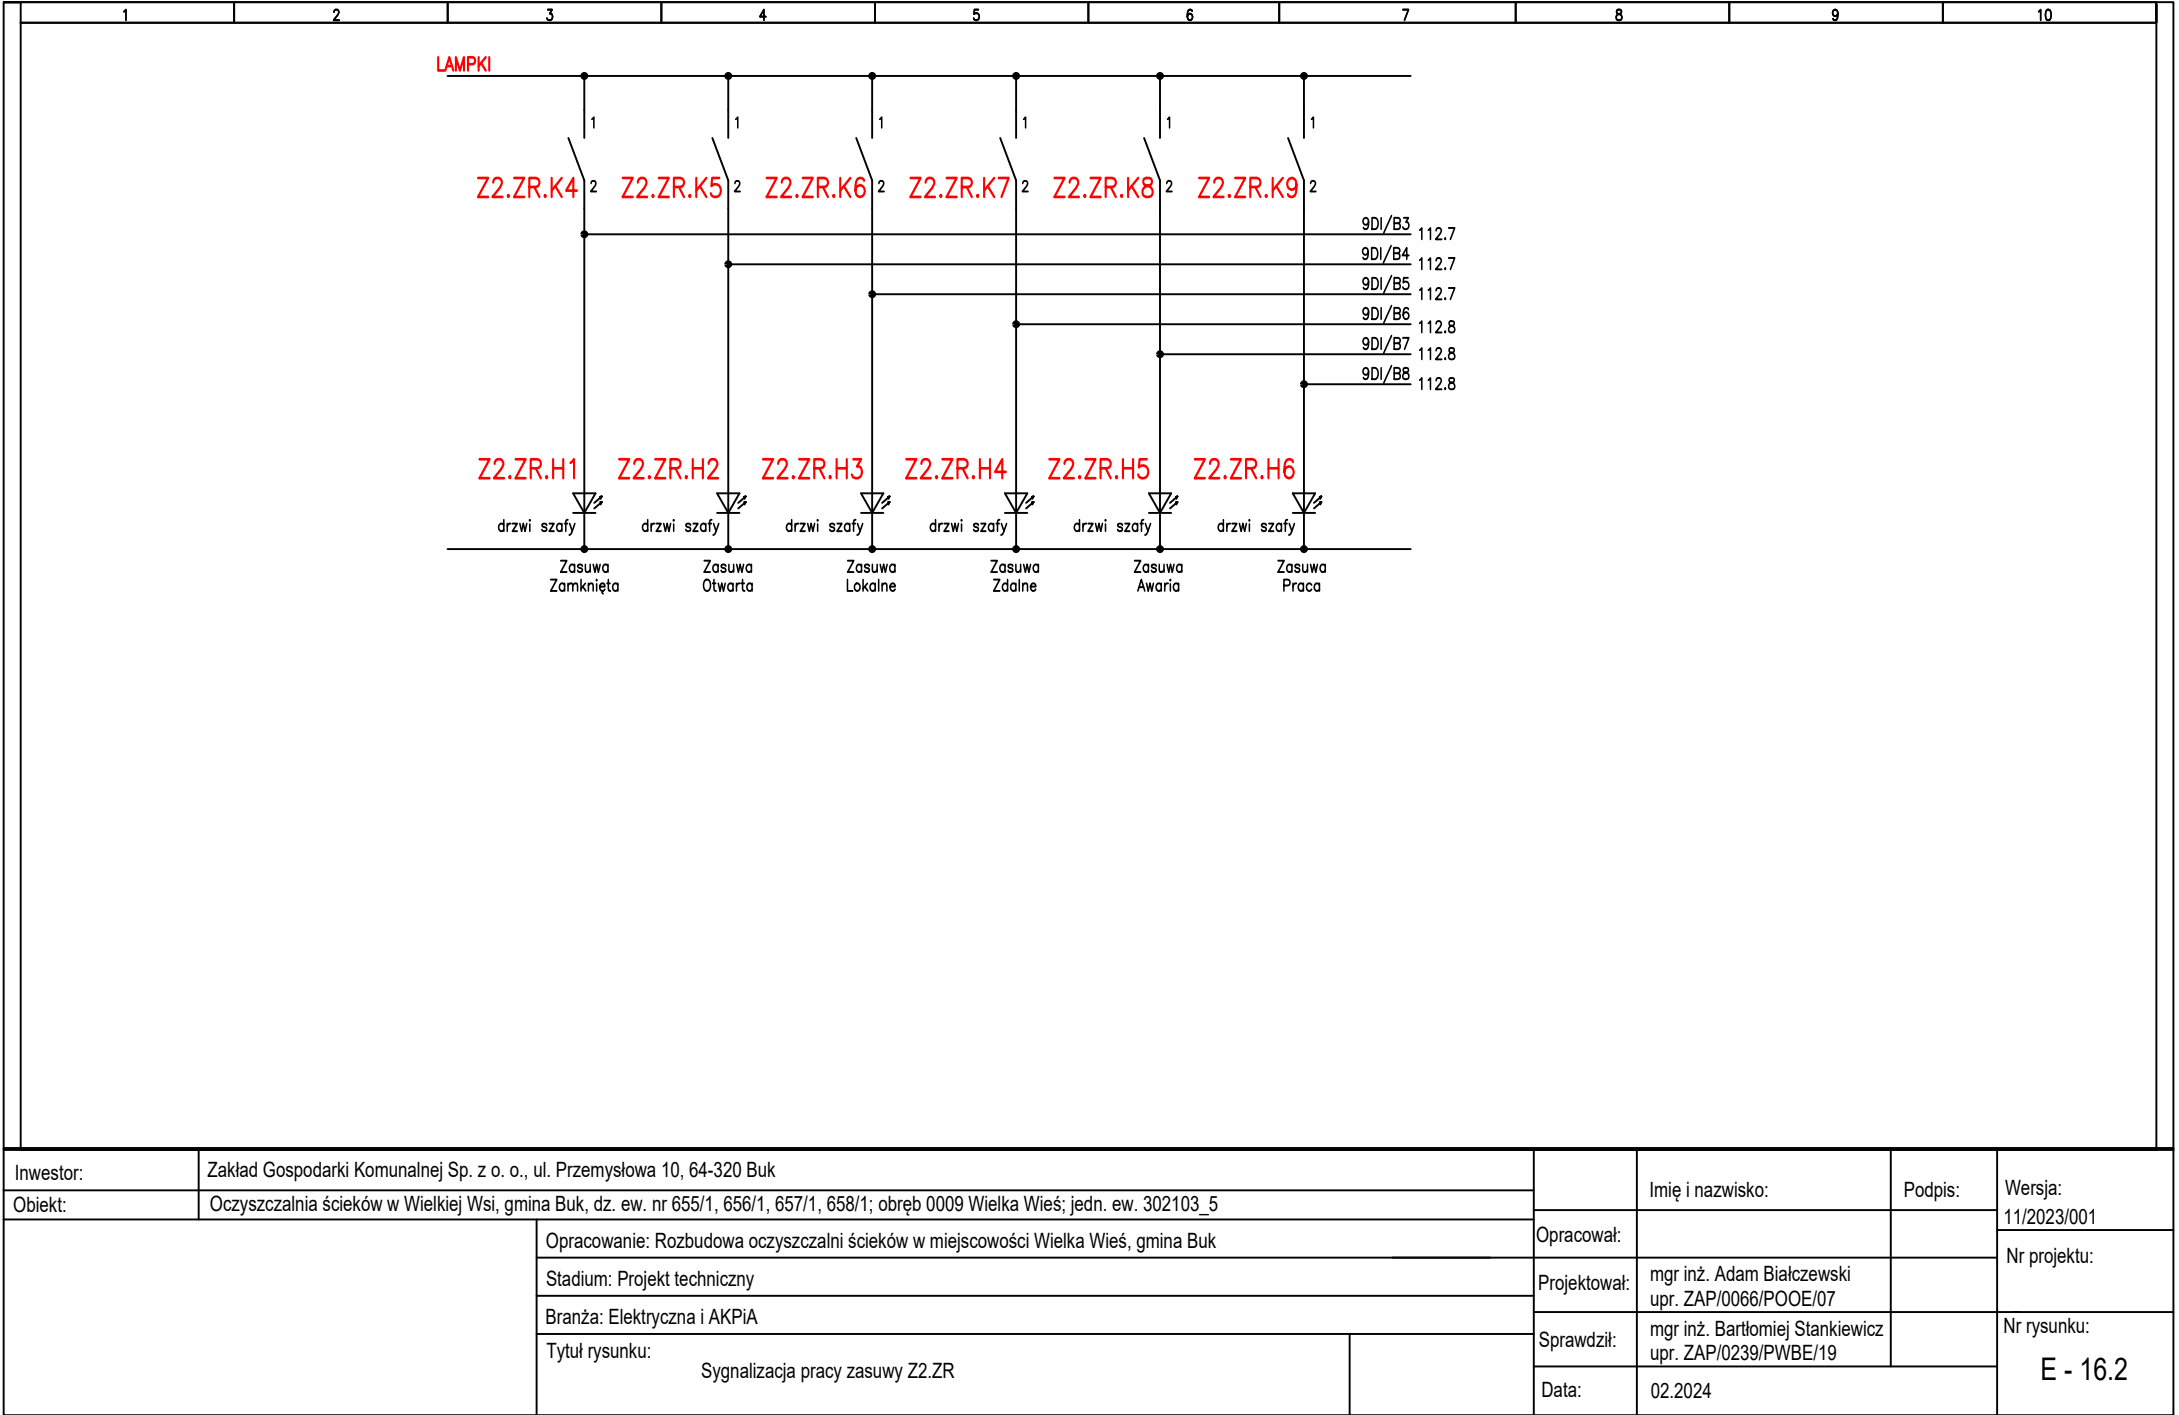 1 2 3 4 5 6 7 8 9 10
LAMPKI
1 1 1 1 1 1
Z2.ZR.K4 2 Z2.ZR.K5 2 Z2.ZR.K6 2 Z2.ZR.K7 2 Z2.ZR.K8 2 Z2.ZR.K9 2
9DI/B3 112.7
9DI/B4 112.7
9DI/B5 112.7
9DI/B6 112.8
9DI/B7 112.8
9DI/B8 112.8
Z2.ZR.H1 Z2.ZR.H2 Z2.ZR.H3 Z2.ZR.H4 Z2.ZR.H5 Z2.ZR.H6
drzwi szafy drzwi szafy drzwi szafy drzwi szafy drzwi szafy drzwi szafy
Zasuwa Zasuwa Zasuwa Zasuwa Zasuwa Zasuwa
Zamknięta Otwarta Lokalne Zdalne Awaria Praca
Inwestor: Zakład Gospodarki Komunalnej Sp. z o. o., ul. Przemysłowa 10, 64-320 Buk
Obiekt: Oczyszczalnia ścieków w Wielkiej Wsi, gmina Buk, dz. ew. nr 655/1, 656/1, 657/1, 658/1; obręb 0009 Wielka Wieś; jedn. ew. 302103_5
Opracowanie: Rozbudowa oczyszczalni ścieków w miejscowości Wielka Wieś, gmina Buk
Stadium: Projekt techniczny
Branża: Elektryczna i AKPiA
Tytuł rysunku:
Sygnalizacja pracy zasuwy Z2.ZR
Imię i nazwisko: Podpis:
Opracował:
Projektował: mgr inż. Adam Białczewski
upr. ZAP/0066/POOE/07
Sprawdził: mgr inż. Bartłomiej Stankiewicz
upr. ZAP/0239/PWBE/19
Data: 02.2024
Wersja:
11/2023/001
Nr projektu:
Nr rysunku:
E - 16.2